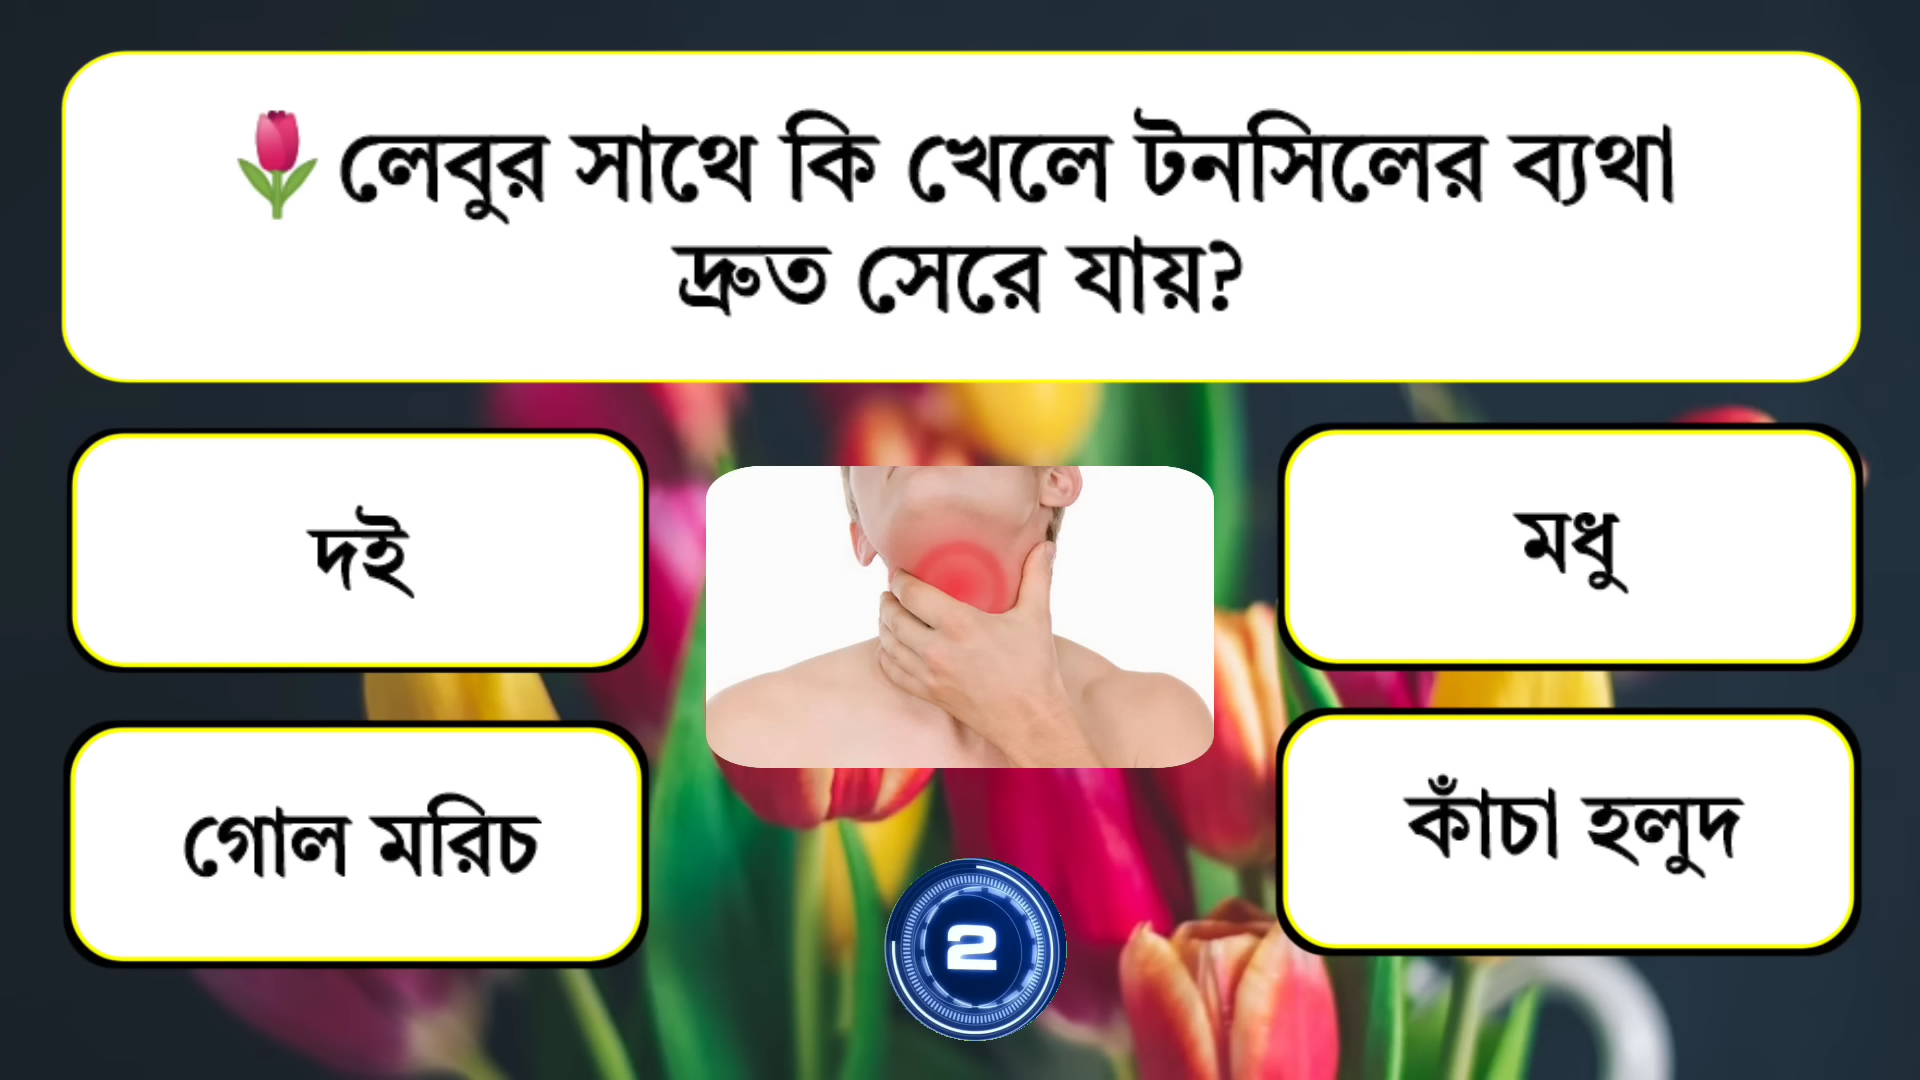 🌷লেবুর সাথে কি খেলে টনসিলের ব্যথা
দ্রুত সেরে যায়?
দই
মধু
গোল মরিচ
কাঁচা হলুদ
2